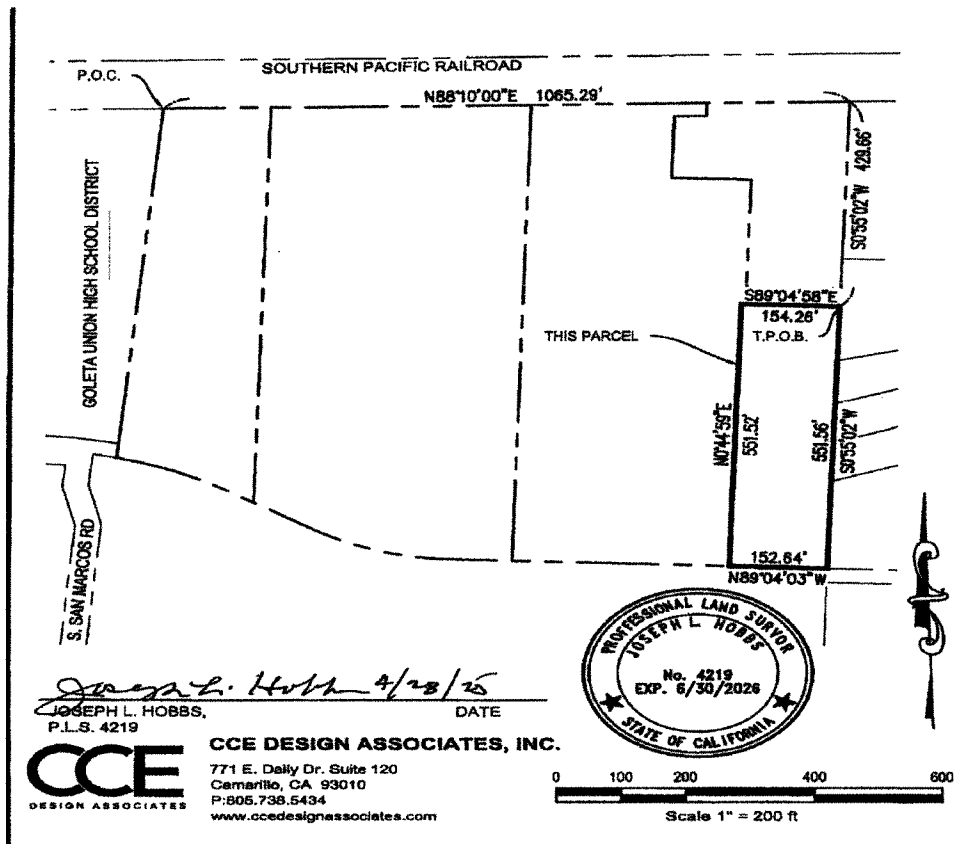 P.O.C.
SOUTHERN PACIFIC RAILROAD
N88°10'00"E 1065.29'
GOLETA UNION HIGH SCHOOL DISTRICT
S0°55'02"W 429.66'
S89°04'58"E
154.26'
T.P.O.B.
THIS PARCEL
N0°44'59"E
551.52'
551.56'
S0°55'02"W
152.64'
N89°04'03"W
S. SAN MARCOS RD
PROFESSIONAL LAND SURVYOR
JOSEPH L. HOBBS
No. 4219
EXP. 6/30/2026
STATE OF CALIFORNIA
Joseph L. Hobbs 4/28/25
JOSEPH L. HOBBS, DATE
P.L.S. 4219
CCE
DESIGN ASSOCIATES
CCE DESIGN ASSOCIATES, INC.
771 E. Daily Dr. Suite 120
Camarillo, CA 93010
P:805.738.5434
www.ccedesignassociates.com
0 100 200 400 600
Scale 1" = 200 ft